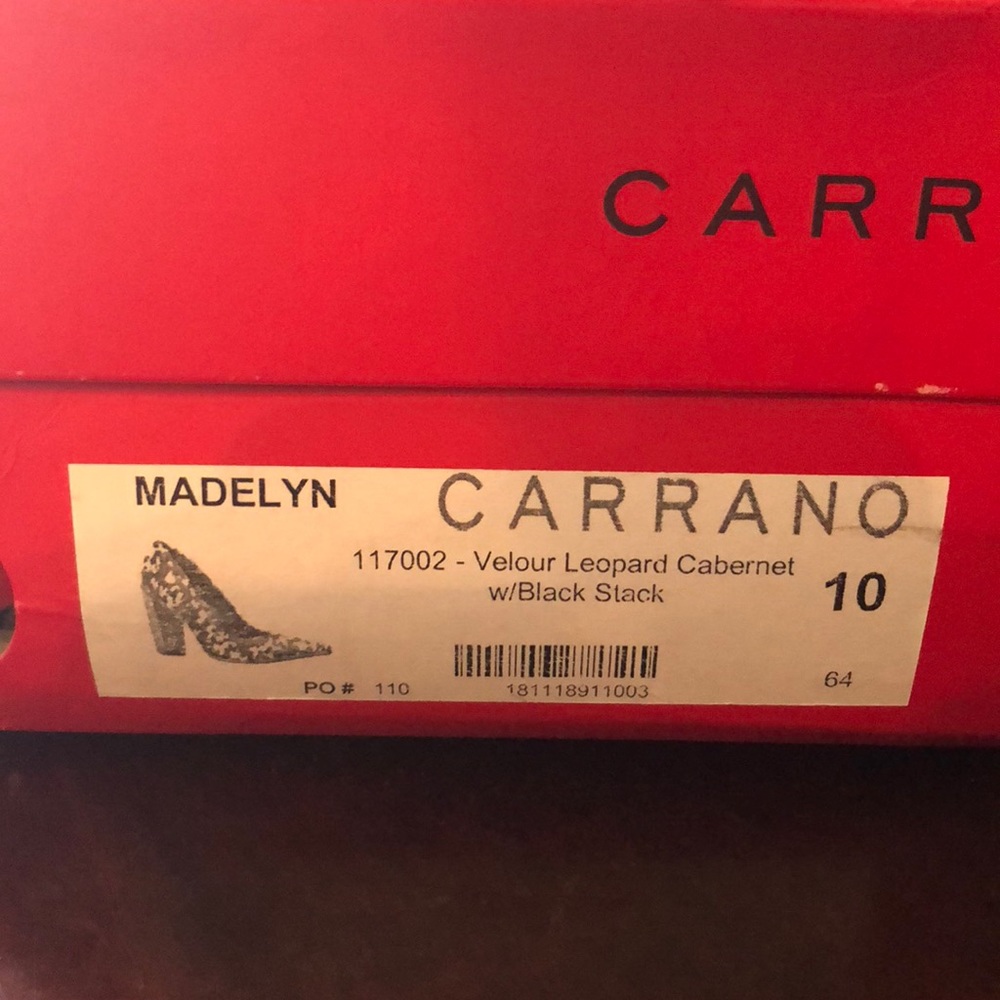 CARR
MADELYN
CARRANO
117002 - Velour Leopard Cabernet
w/Black Stack
10
181118911003
PO # 110
64